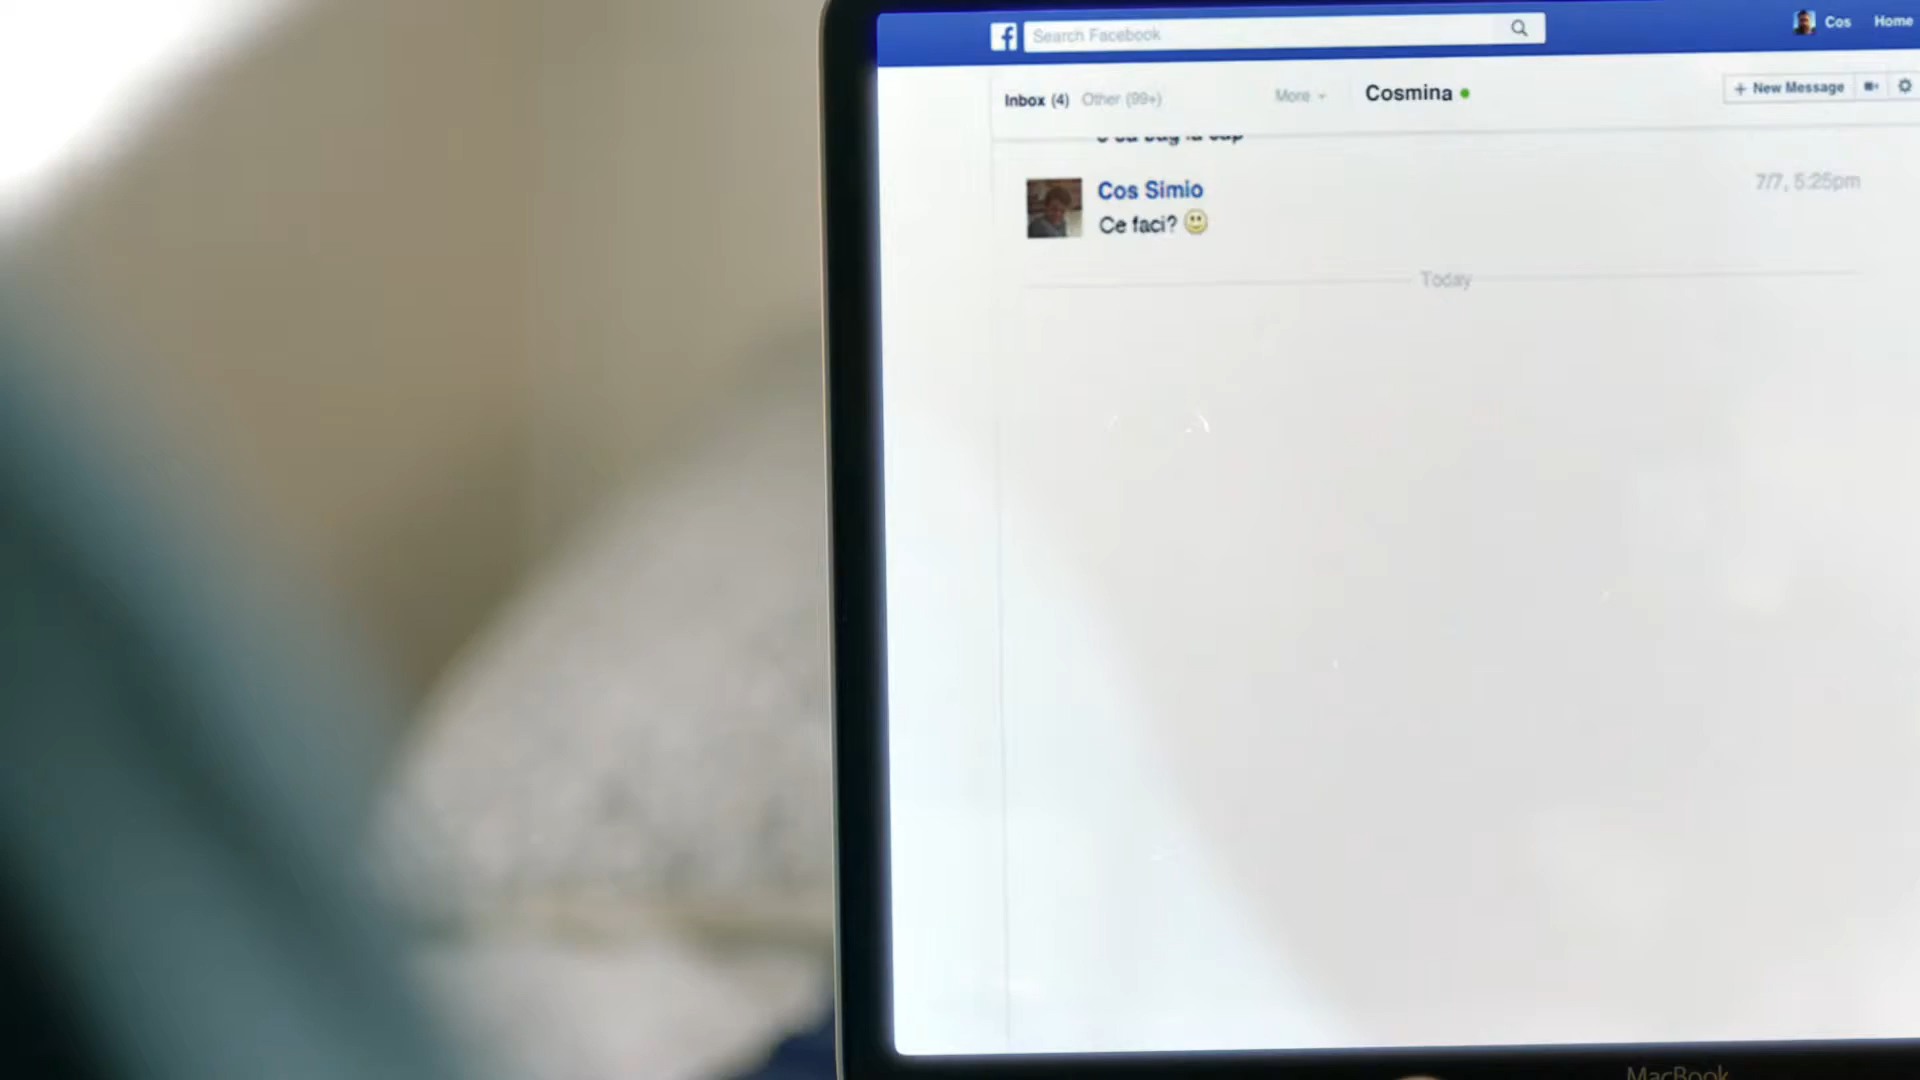 Search Facebook
Cos Home
Inbox (4) Other (99+) More
Cosmina
+ New Message
Cos Simio
7/7, 5:25pm
Ce faci?
Today
MacBook